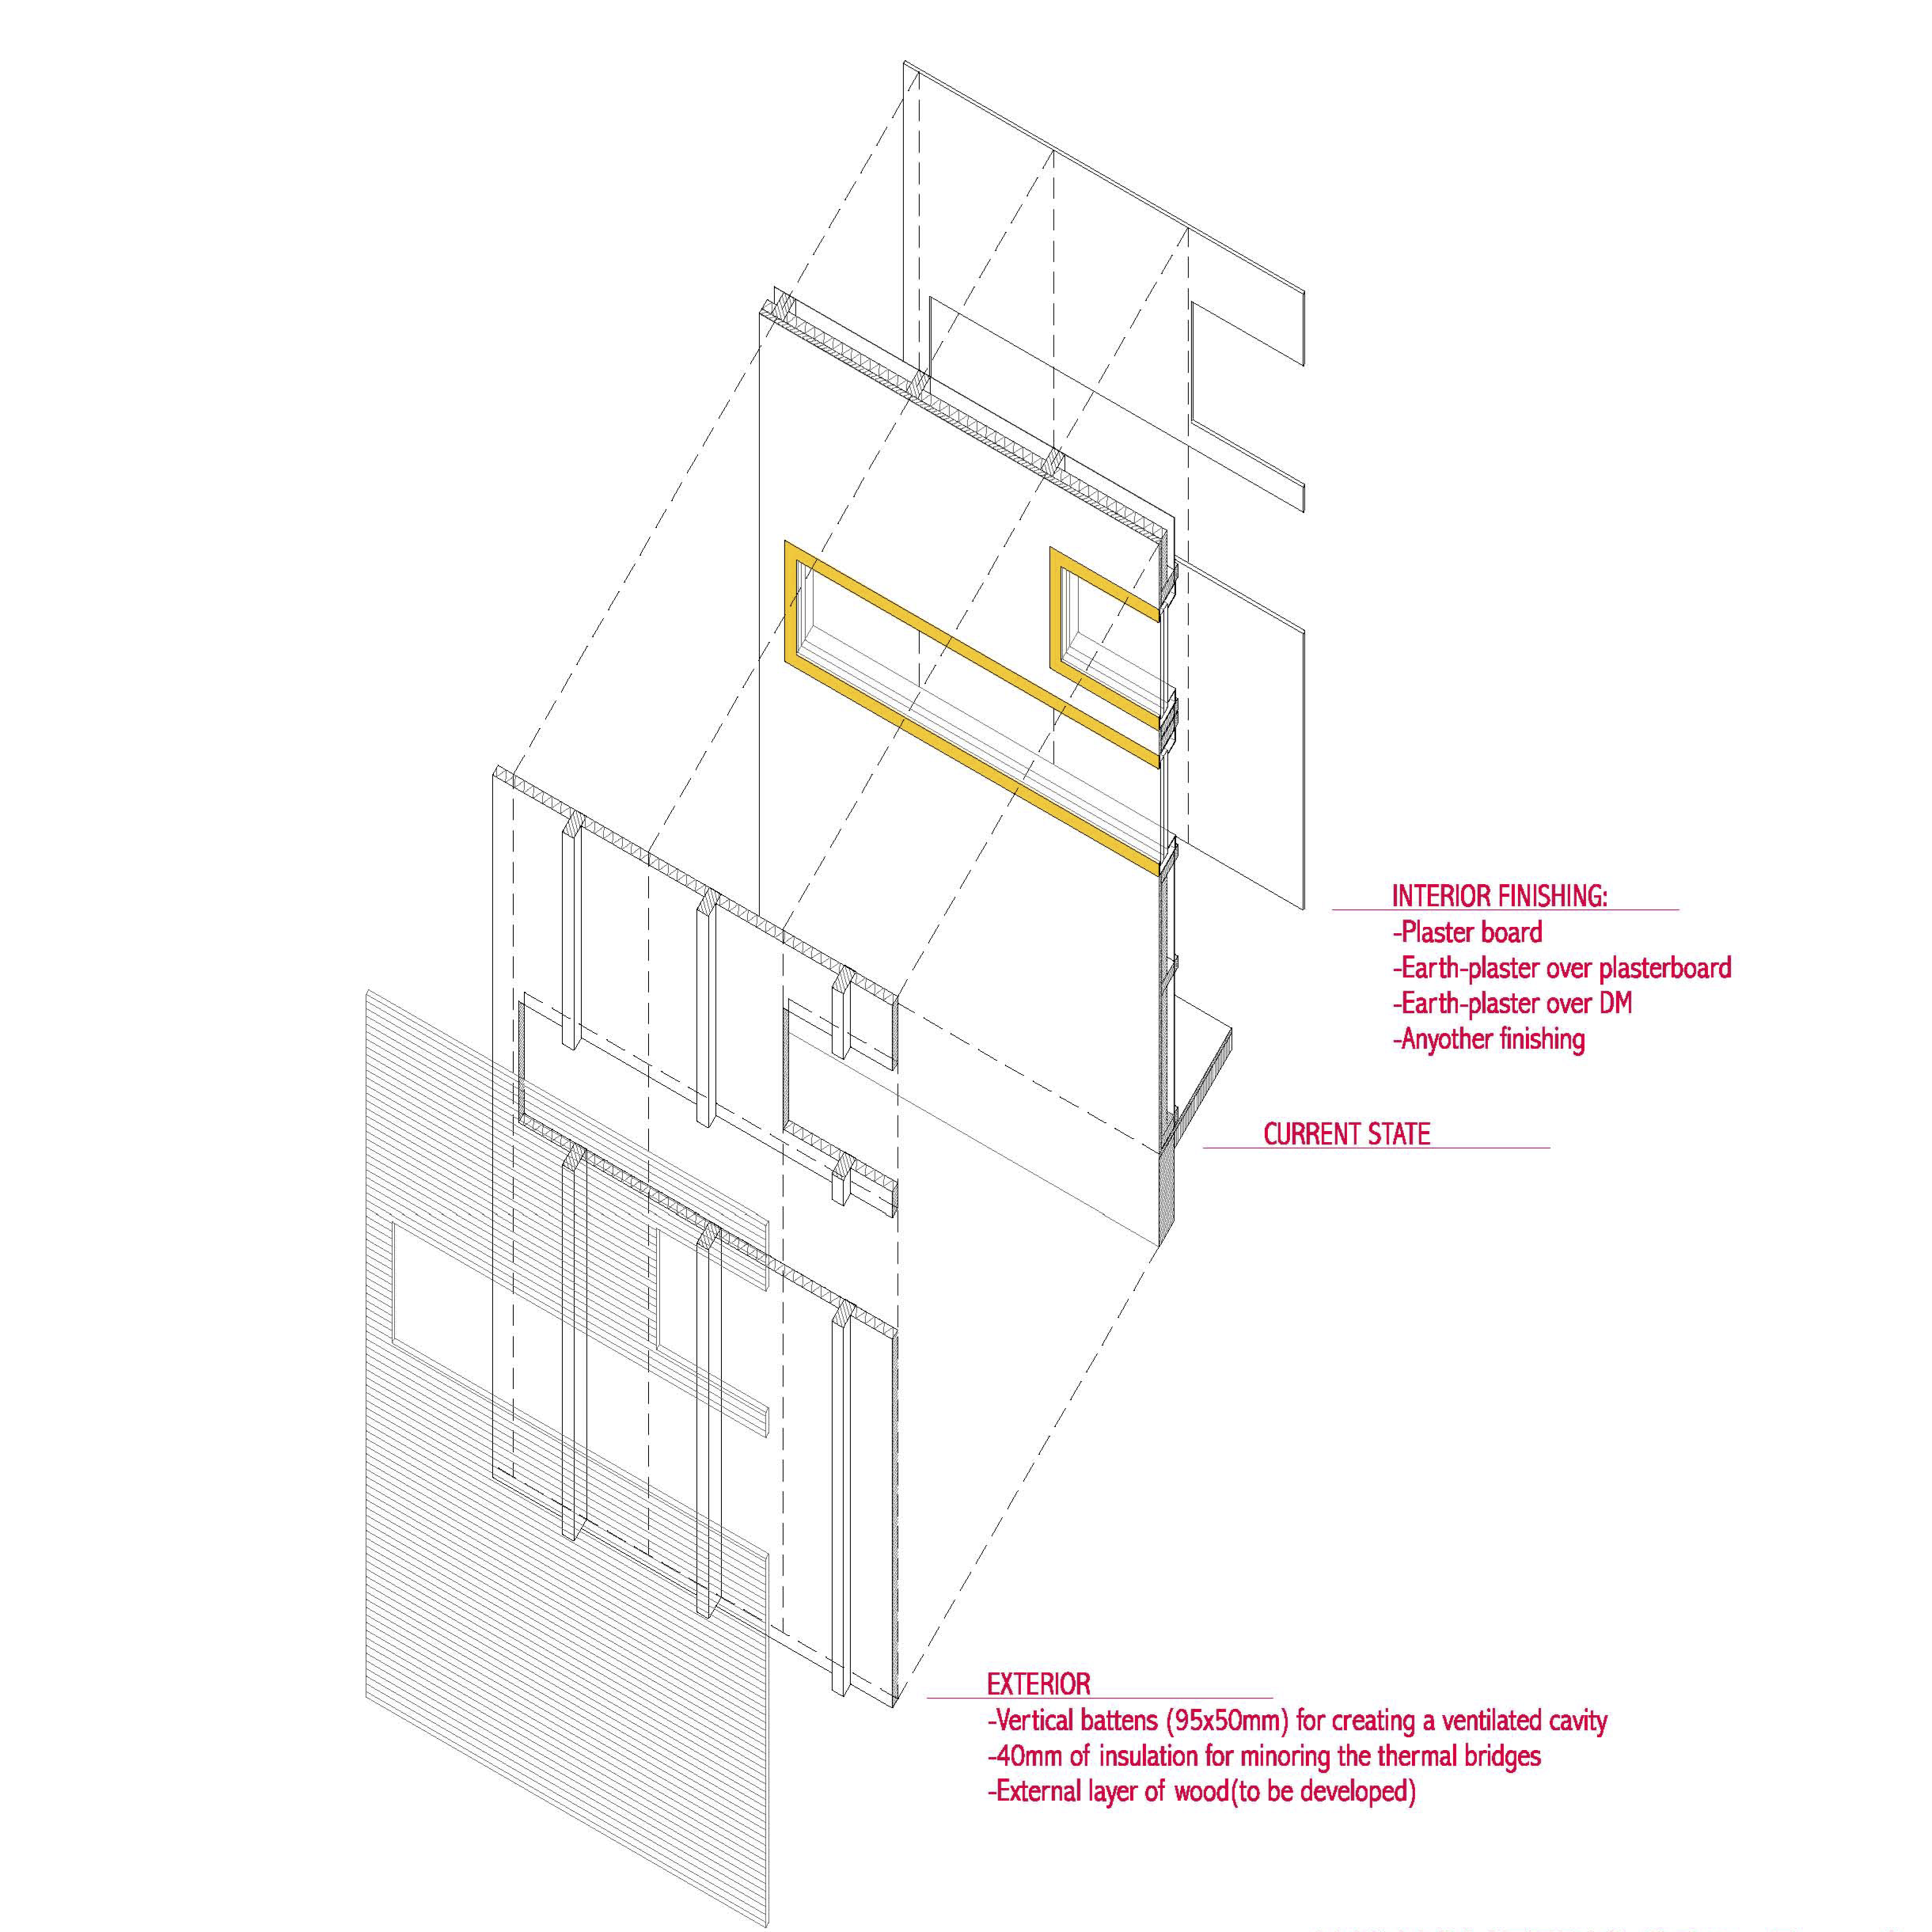 INTERIOR FINISHING:
-Plaster board
-Earth-plaster over plasterboard
-Earth-plaster over DM
-Anyother finishing
CURRENT STATE
EXTERIOR
-Vertical battens (95x50mm) for creating a ventilated cavity
-40mm of insulation for minoring the thermal bridges
-External layer of wood(to be developed)